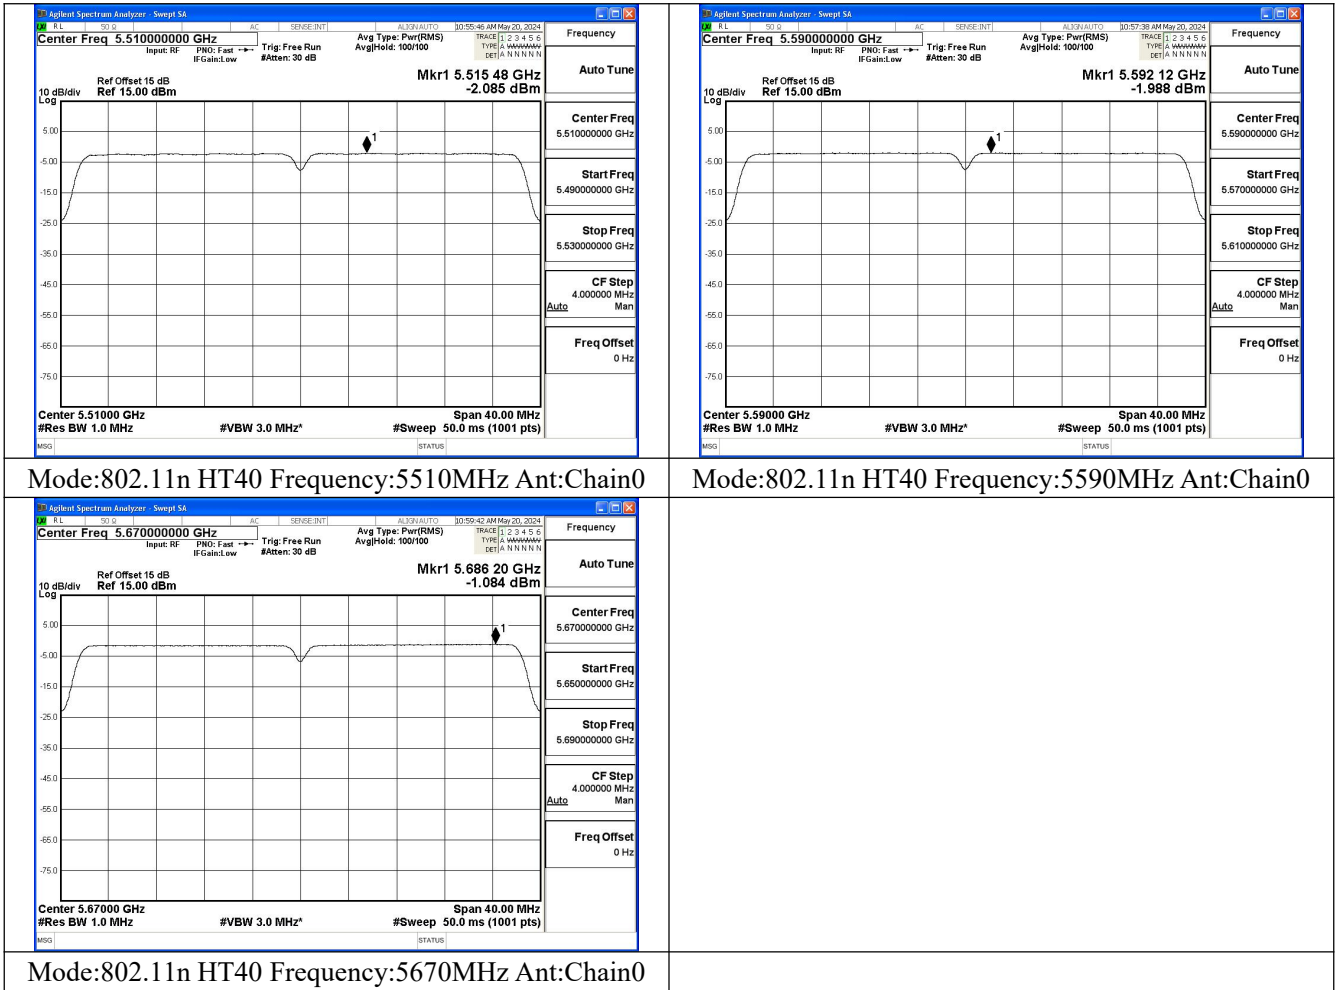 Agilent Spectrum Analyzer - Swept SA
RL 50 Ω AC SENSE:INT ALIGNAUTO 10:55:46 AM May 20, 2024
Center Freq 5.510000000 GHz
Input: RF PNO: Fast
IFGain:Low
Trig: Free Run
#Atten: 30 dB
Avg Type: Pwr(RMS)
Avg|Hold: 100/100
TRACE 1 2 3 4 5 6
TYPE A WWWWW
DET A N N N N N
Mkr1 5.515 48 GHz
-2.085 dBm
Ref Offset 15 dB
10 dB/div Ref 15.00 dBm
Log
1
5.00
-5.00
-15.0
-25.0
-35.0
-45.0
-55.0
-65.0
-75.0
Center 5.51000 GHz Span 40.00 MHz
#Res BW 1.0 MHz #VBW 3.0 MHz* #Sweep 50.0 ms (1001 pts)
MSG STATUS
Frequency
Auto Tune
Center Freq
5.510000000 GHz
Start Freq
5.490000000 GHz
Stop Freq
5.530000000 GHz
CF Step
4.000000 MHz
Auto Man
Freq Offset
0 Hz
Mode:802.11n HT40 Frequency:5510MHz Ant:Chain0
Agilent Spectrum Analyzer - Swept SA
RL 50 Ω AC SENSE:INT ALIGNAUTO 10:57:38 AM May 20, 2024
Center Freq 5.590000000 GHz
Input: RF PNO: Fast
IFGain:Low
Trig: Free Run
#Atten: 30 dB
Avg Type: Pwr(RMS)
Avg|Hold: 100/100
TRACE 1 2 3 4 5 6
TYPE A WWWWW
DET A N N N N N
Mkr1 5.592 12 GHz
-1.988 dBm
Ref Offset 15 dB
10 dB/div Ref 15.00 dBm
Log
1
5.00
-5.00
-15.0
-25.0
-35.0
-45.0
-55.0
-65.0
-75.0
Center 5.59000 GHz Span 40.00 MHz
#Res BW 1.0 MHz #VBW 3.0 MHz* #Sweep 50.0 ms (1001 pts)
MSG STATUS
Frequency
Auto Tune
Center Freq
5.590000000 GHz
Start Freq
5.570000000 GHz
Stop Freq
5.610000000 GHz
CF Step
4.000000 MHz
Auto Man
Freq Offset
0 Hz
Mode:802.11n HT40 Frequency:5590MHz Ant:Chain0
Agilent Spectrum Analyzer - Swept SA
RL 50 Ω AC SENSE:INT ALIGNAUTO 10:59:42 AM May 20, 2024
Center Freq 5.670000000 GHz
Input: RF PNO: Fast
IFGain:Low
Trig: Free Run
#Atten: 30 dB
Avg Type: Pwr(RMS)
Avg|Hold: 100/100
TRACE 1 2 3 4 5 6
TYPE A WWWWW
DET A N N N N N
Mkr1 5.686 20 GHz
-1.084 dBm
Ref Offset 15 dB
10 dB/div Ref 15.00 dBm
Log
1
5.00
-5.00
-15.0
-25.0
-35.0
-45.0
-55.0
-65.0
-75.0
Center 5.67000 GHz Span 40.00 MHz
#Res BW 1.0 MHz #VBW 3.0 MHz* #Sweep 50.0 ms (1001 pts)
MSG STATUS
Frequency
Auto Tune
Center Freq
5.670000000 GHz
Start Freq
5.650000000 GHz
Stop Freq
5.690000000 GHz
CF Step
4.000000 MHz
Auto Man
Freq Offset
0 Hz
Mode:802.11n HT40 Frequency:5670MHz Ant:Chain0